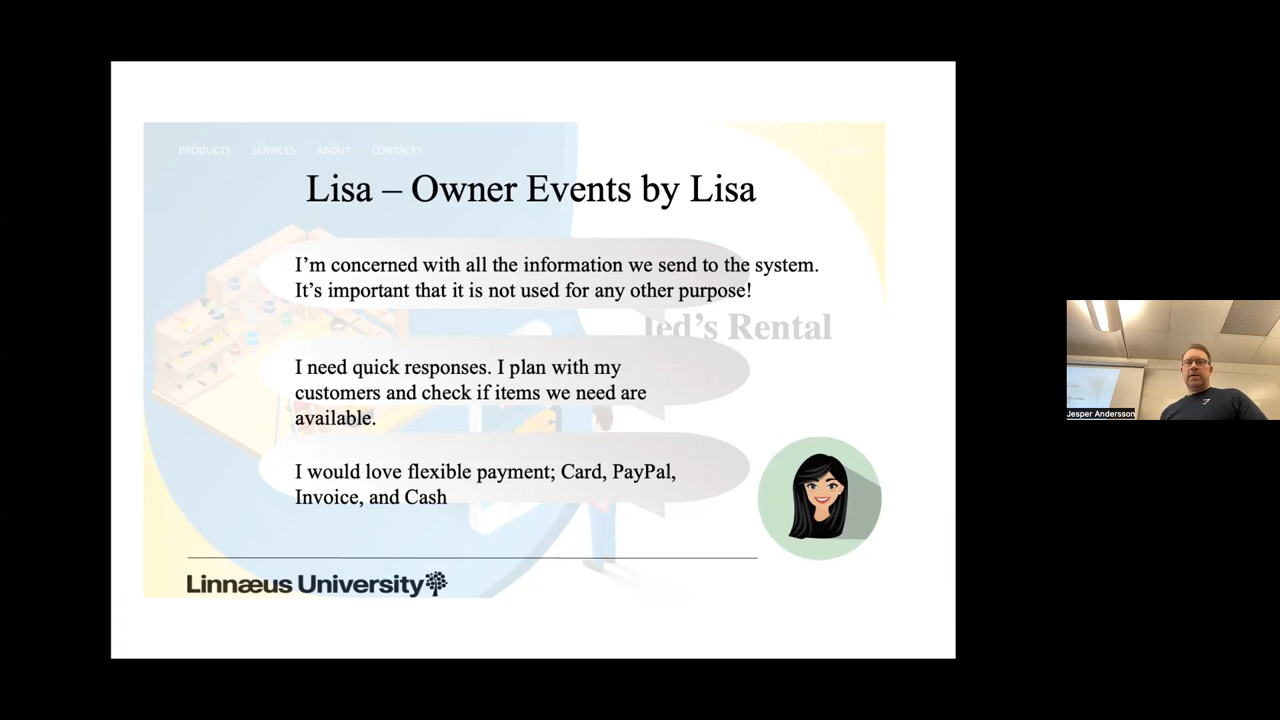 PRODUCTS SERVICES ABOUT CONTACTS
Lisa – Owner Events by Lisa
I'm concerned with all the information we send to the system.
It's important that it is not used for any other purpose!
Ted's Rental
I need quick responses. I plan with my
customers and check if items we need are
available.
I would love flexible payment; Card, PayPal,
Invoice, and Cash
Linnæus University
Jesper Andersson